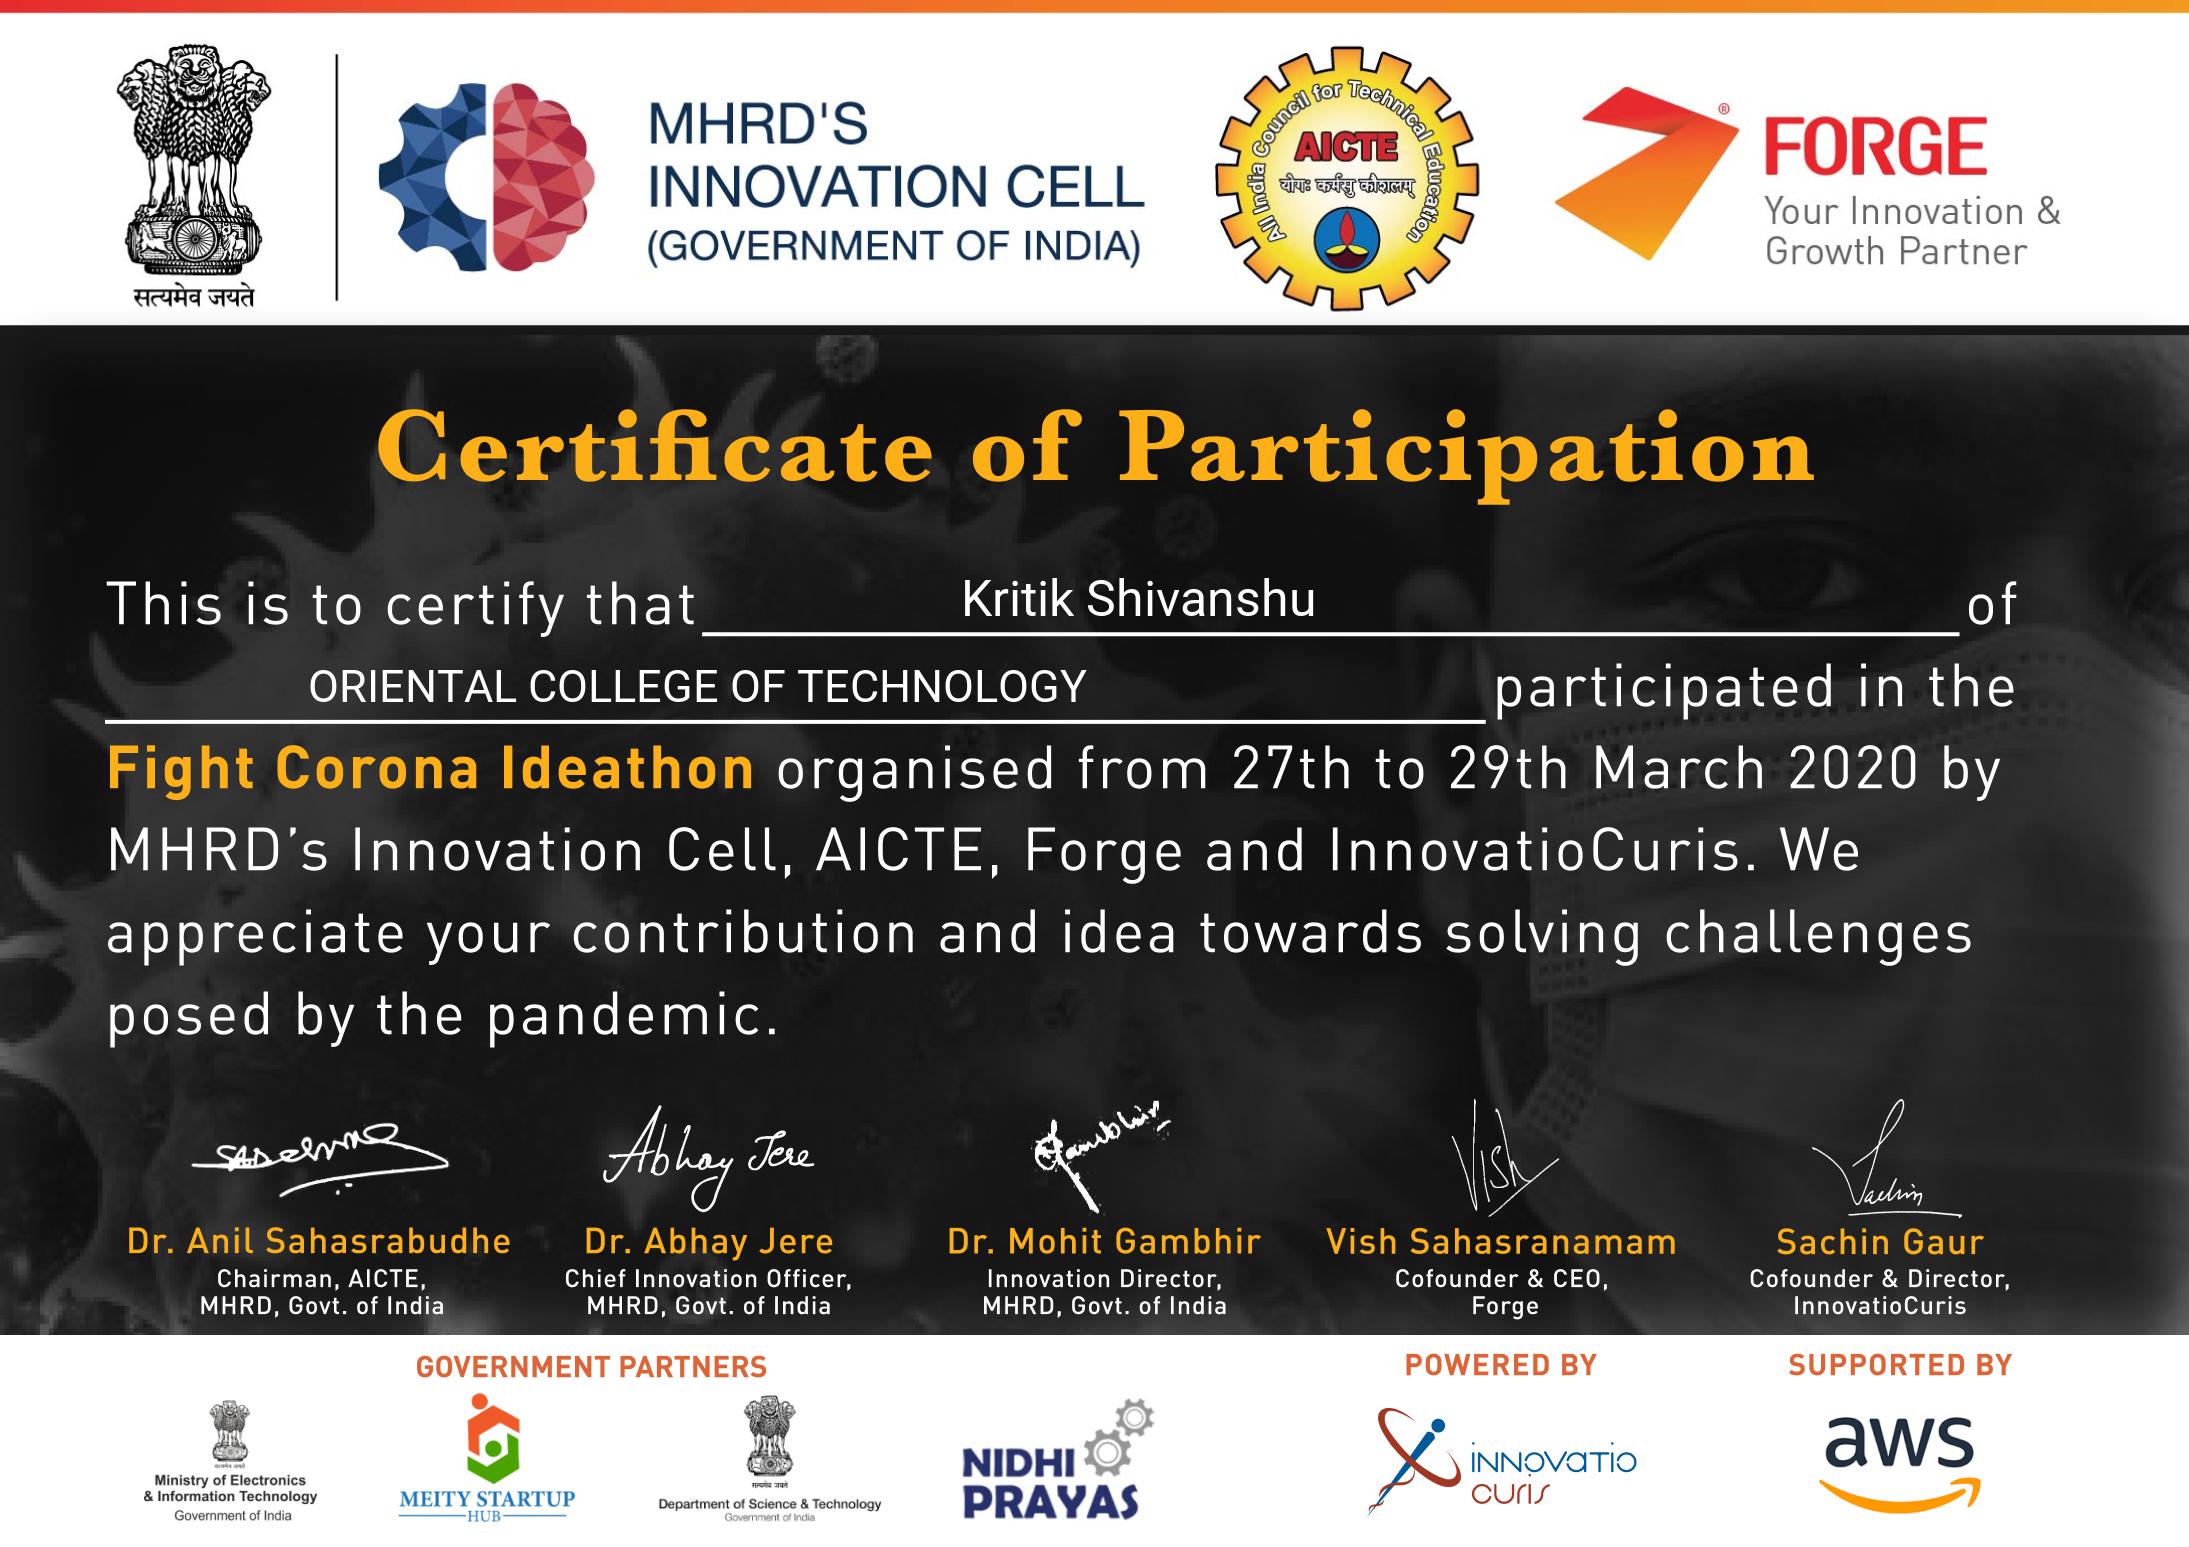 सत्यमेव जयते
MHRD'S
INNOVATION CELL
(GOVERNMENT OF INDIA)
All India Council for Technical Education
AICTE
योगः कर्मसु कौशलम्
®
FORGE
Your Innovation &
Growth Partner
Certificate of Participation
This is to certify that Kritik Shivanshu of
ORIENTAL COLLEGE OF TECHNOLOGY participated in the
Fight Corona Ideathon organised from 27th to 29th March 2020 by
MHRD’s Innovation Cell, AICTE, Forge and InnovatioCuris. We
appreciate your contribution and idea towards solving challenges
posed by the pandemic.
Abhay Jere
Gambhir
Vish
Sachin
Dr. Anil Sahasrabudhe
Chairman, AICTE,
MHRD, Govt. of India
Dr. Abhay Jere
Chief Innovation Officer,
MHRD, Govt. of India
Dr. Mohit Gambhir
Innovation Director,
MHRD, Govt. of India
Vish Sahasranamam
Cofounder & CEO,
Forge
Sachin Gaur
Cofounder & Director,
InnovatioCuris
GOVERNMENT PARTNERS
सत्यमेव जयते
Ministry of Electronics
& Information Technology
Government of India
MEITY STARTUP
HUB
सत्यमेव जयते
Department of Science & Technology
Government of India
NIDHI
PRAYAS
POWERED BY
INNOVATIO
CURIS
SUPPORTED BY
aws